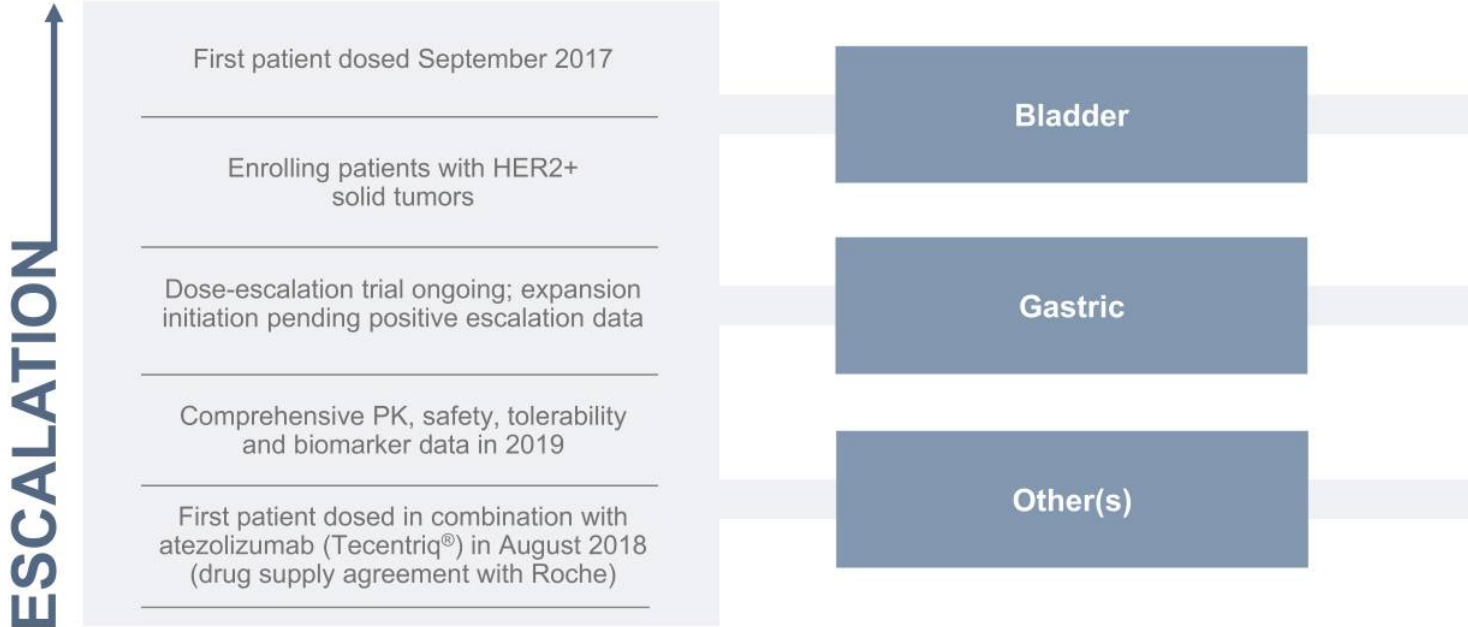 ESCALATION
First patient dosed September 2017
Enrolling patients with HER2+
solid tumors
Dose-escalation trial ongoing; expansion
initiation pending positive escalation data
Comprehensive PK, safety, tolerability
and biomarker data in 2019
First patient dosed in combination with
atezolizumab (Tecentriq®) in August 2018
(drug supply agreement with Roche)
Bladder
Gastric
Other(s)